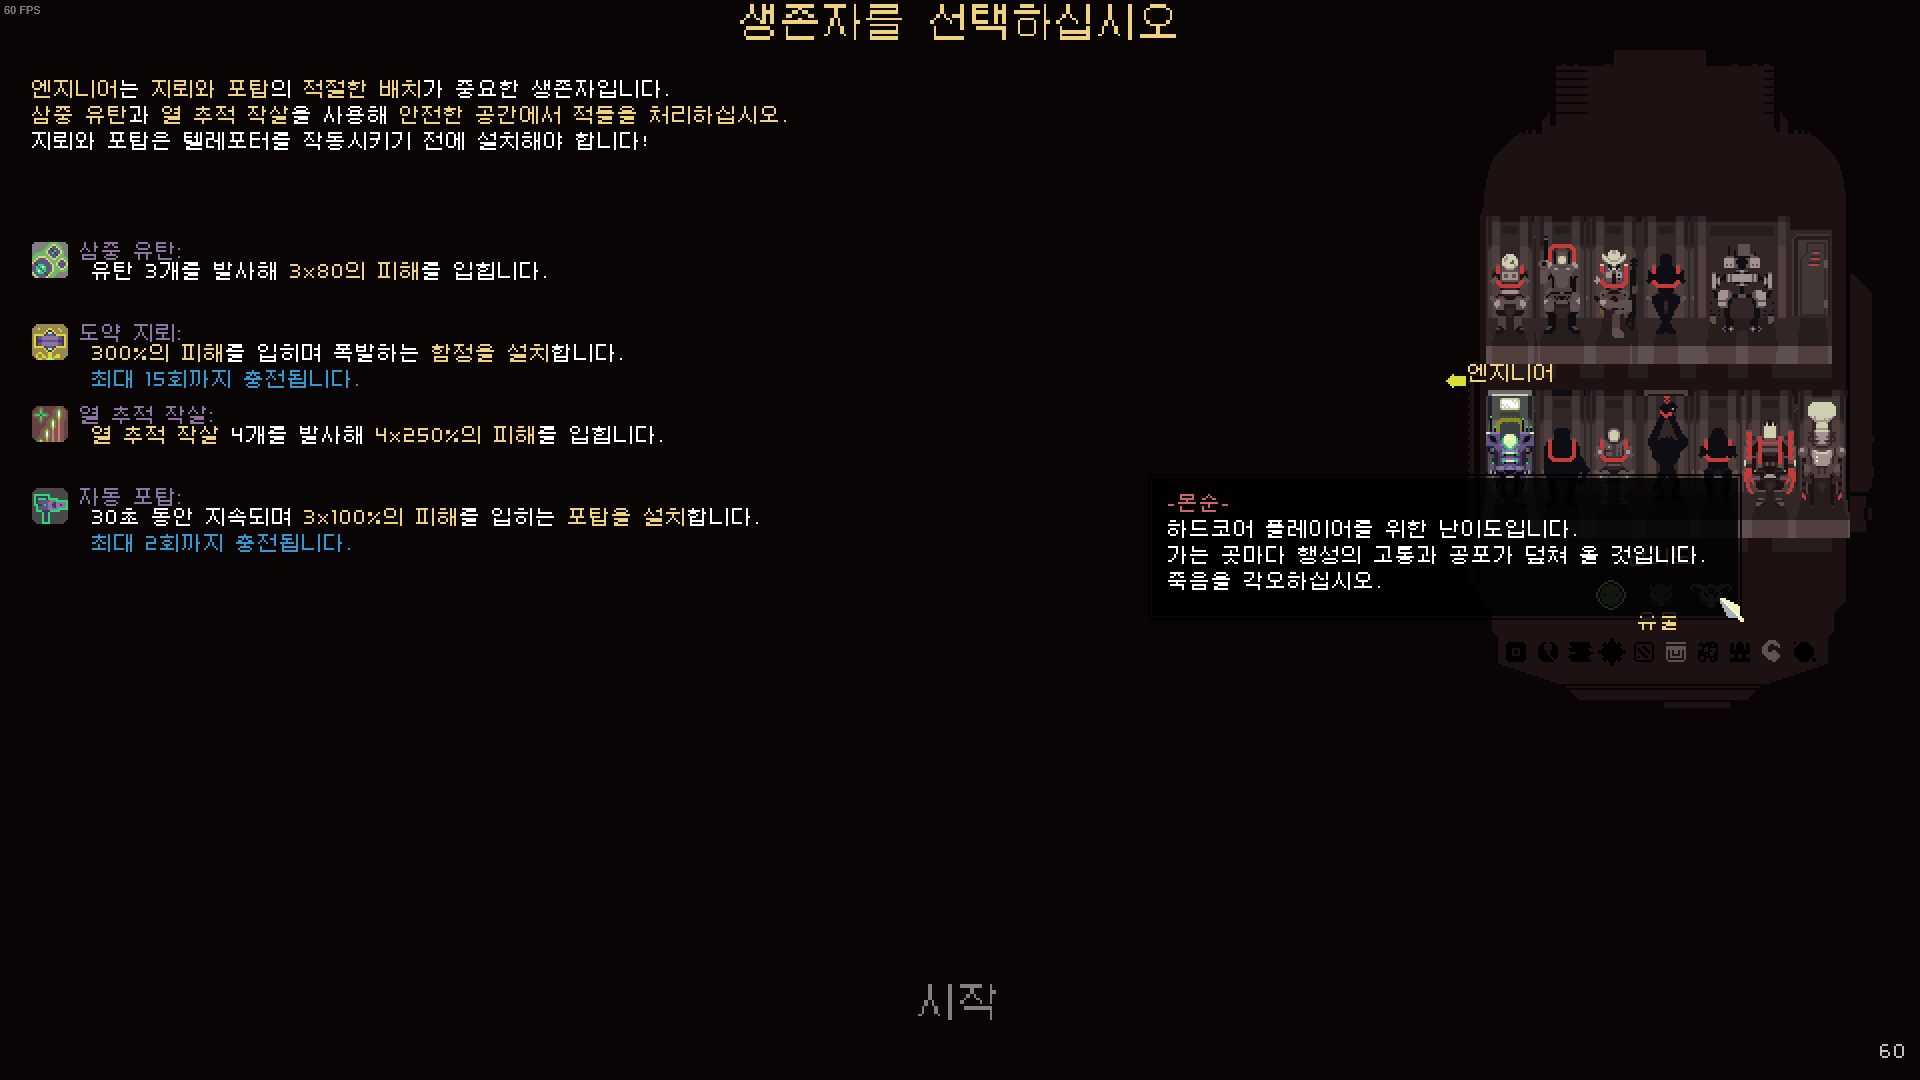 60 FPS
생존자를 선택하십시오
엔지니어는 지뢰와 포탑의 적절한 배치가 중요한 생존자입니다.
삼중 유탄과 열 추적 작살을 사용해 안전한 공간에서 적들을 처리하십시오.
지뢰와 포탑은 텔레포터를 작동시키기 전에 설치해야 합니다!
삼중 유탄:
유탄 3개를 발사해 3x80의 피해를 입힙니다.
도약 지뢰:
300%의 피해를 입히며 폭발하는 함정을 설치합니다.
최대 15회까지 충전됩니다.
열 추적 작살:
열 추적 작살 4개를 발사해 4x250%의 피해를 입힙니다.
자동 포탑:
30초 동안 지속되며 3x100%의 피해를 입히는 포탑을 설치합니다.
최대 2회까지 충전됩니다.
엔지니어
-몬순-
하드코어 플레이어를 위한 난이도입니다.
가는 곳마다 행성의 고통과 공포가 덮쳐 올 것입니다.
죽음을 각오하십시오.
유물
시작
60